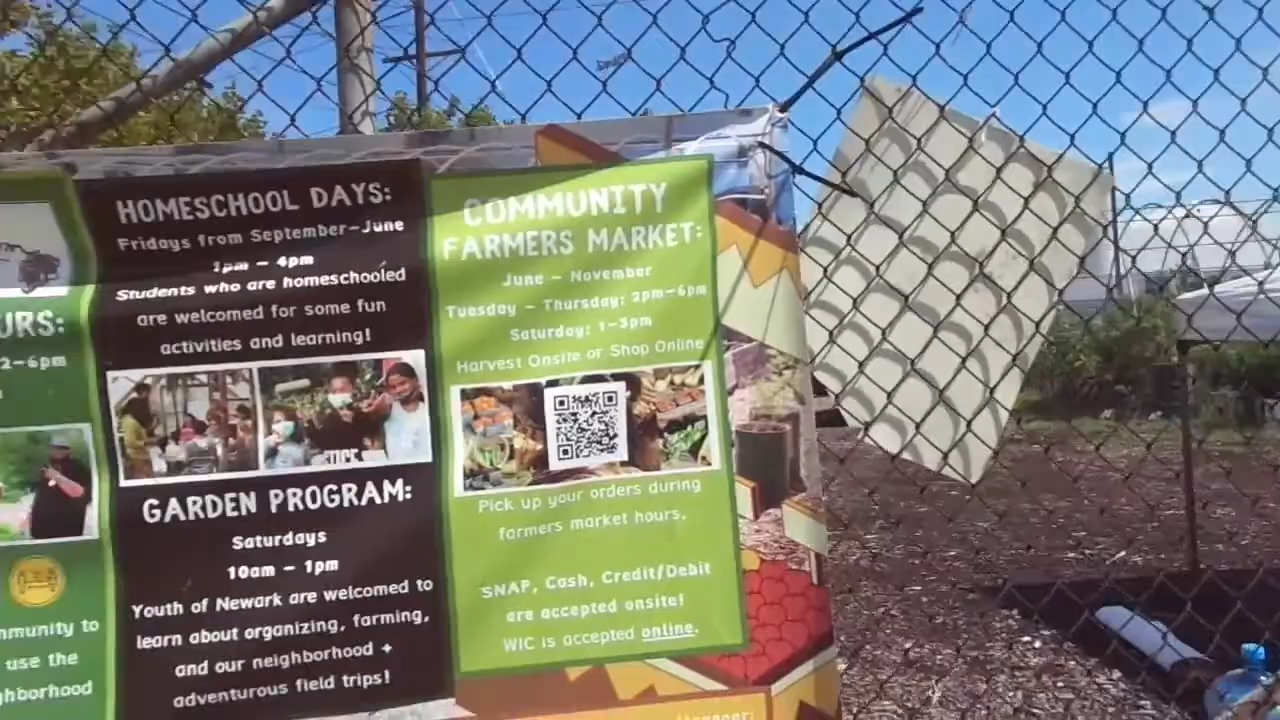 URS:
2-6pm
mmunity to
use the
ghborhood
HOMESCHOOL DAYS:
Fridays from September-June
1pm - 4pm
Students who are homeschooled
are welcomed for some fun
activities and learning!
GARDEN PROGRAM:
Saturdays
10am - 1pm
Youth of Newark are welcomed to
learn about organizing, farming,
and our neighborhood +
adventurous field trips!
COMMUNITY
FARMERS MARKET:
June - November
Tuesday - Thursday: 2pm-6pm
Saturday: 1-3pm
Harvest Onsite or Shop Online
Pick up your orders during
farmers market hours.
SNAP, Cash, Credit/Debit
are accepted onsite!
WIC is accepted online.